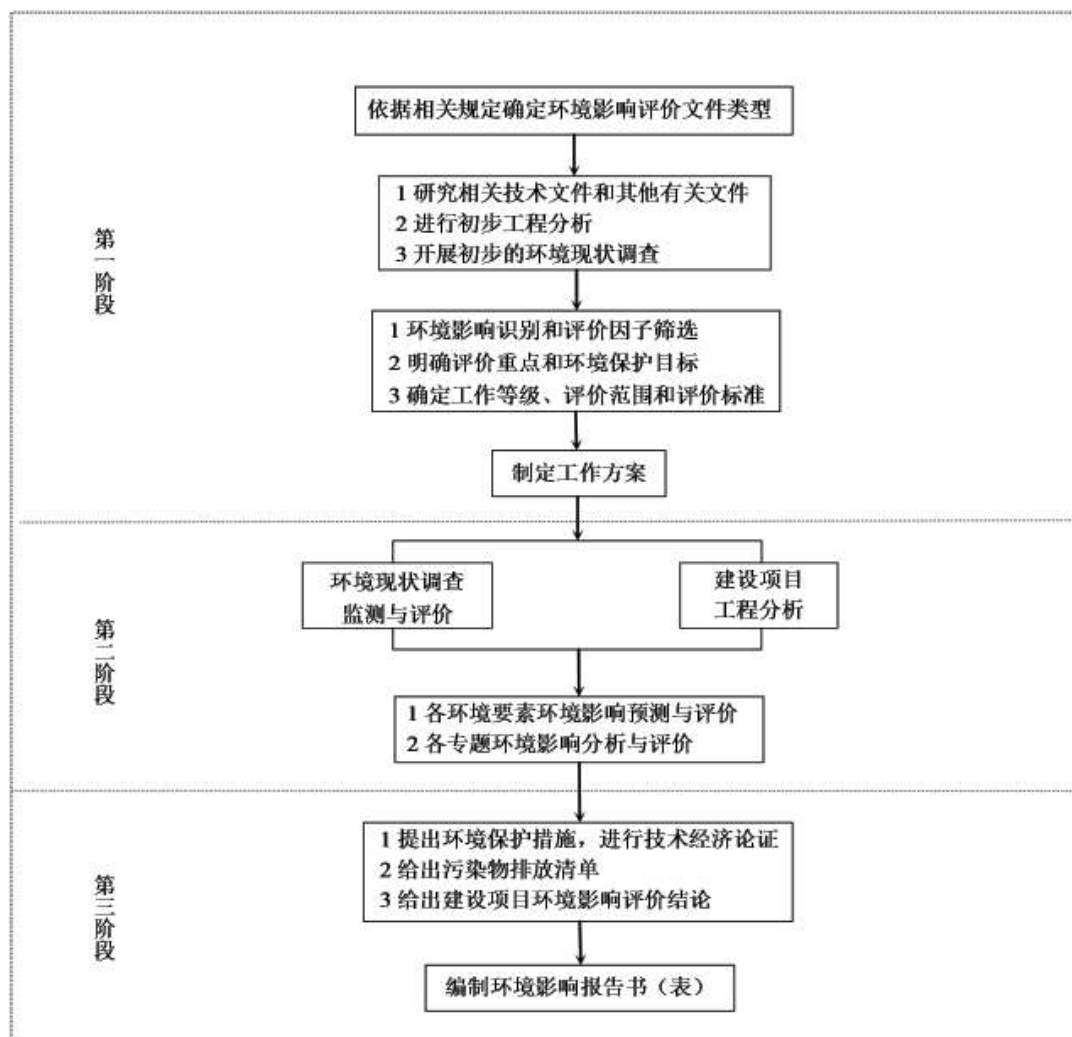 依据相关规定确定环境影响评价文件类型
第一阶段
1 研究相关技术文件和其他有关文件
2 进行初步工程分析
3 开展初步的环境现状调查
1 环境影响识别和评价因子筛选
2 明确评价重点和环境保护目标
3 确定工作等级、评价范围和评价标准
制定工作方案
第二阶段
环境现状调查
监测与评价
建设项目
工程分析
1 各环境要素环境影响预测与评价
2 各专题环境影响分析与评价
第三阶段
1 提出环境保护措施，进行技术经济论证
2 给出污染物排放清单
3 给出建设项目环境影响评价结论
编制环境影响报告书（表）